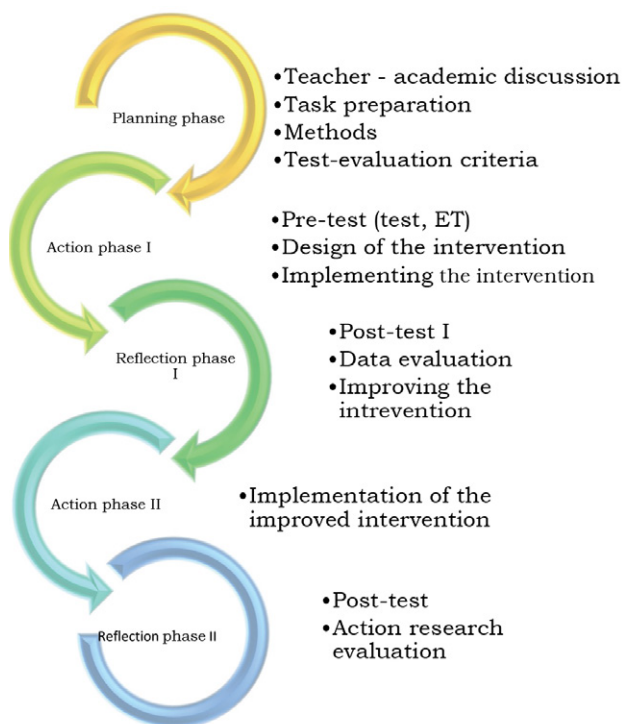 Planning phase
•Teacher - academic discussion
•Task preparation
•Methods
•Test-evaluation criteria
Action phase I
•Pre-test (test, ET)
•Design of the intervention
•Implementing the intervention
Reflection phase
I
•Post-test I
•Data evaluation
•Improving the
intrevention
Action phase II
•Implementation of the
improved intervention
Reflection phase II
•Post-test
•Action research
evaluation